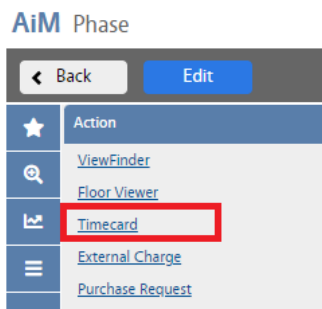 AiM Phase
Back Edit
Action
ViewFinder
Floor Viewer
Timecard
External Charge
Purchase Request